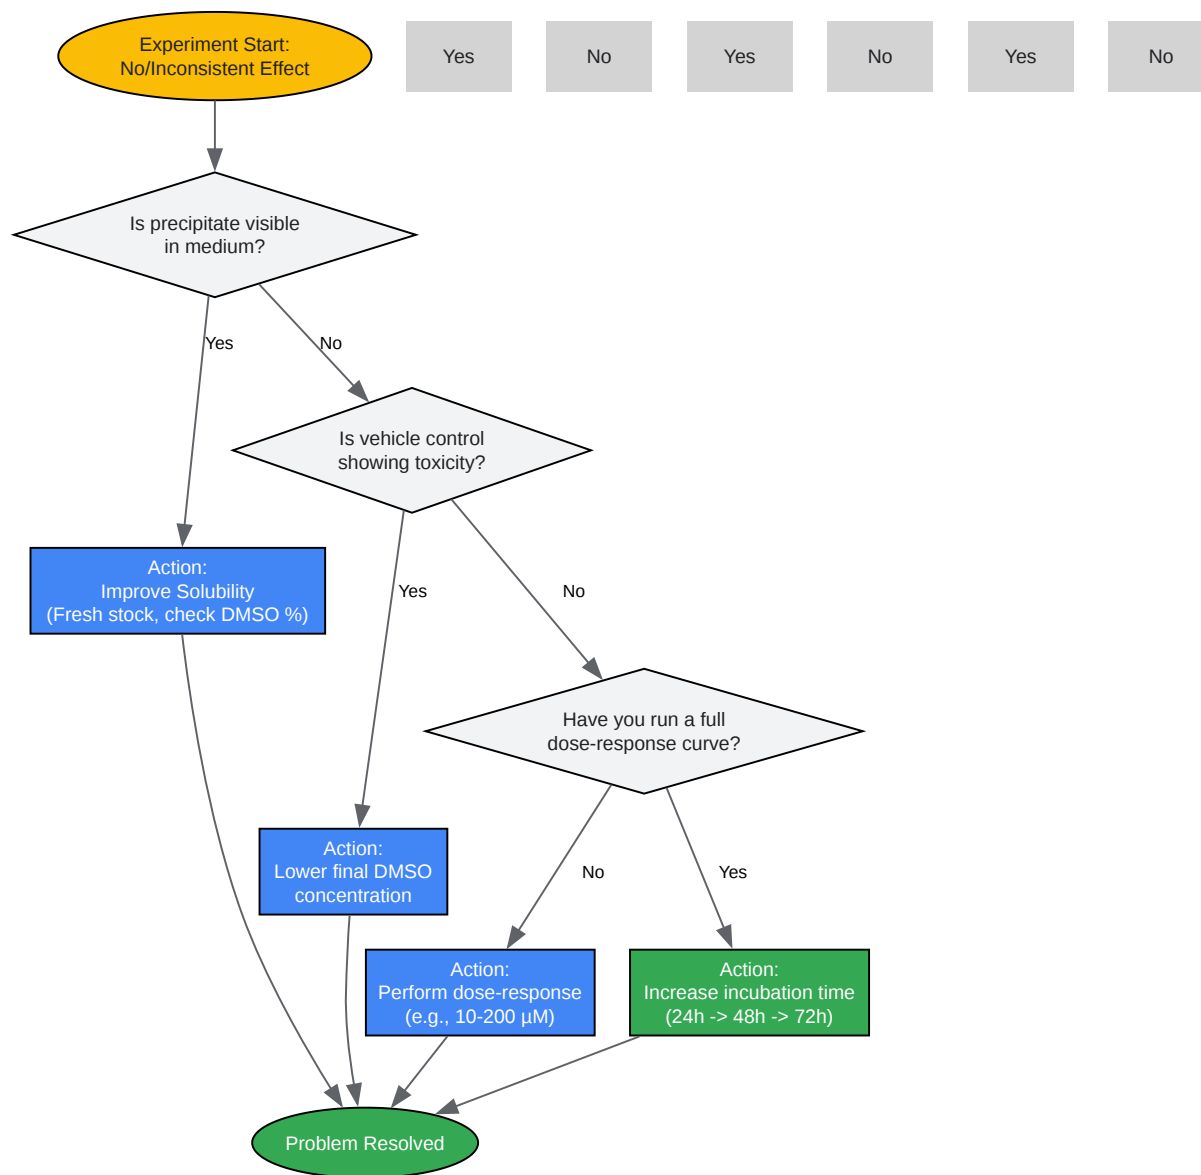 Experiment Start:
No/Inconsistent Effect
Yes
No
Yes
No
Yes
No
Is precipitate visible
in medium?
Yes
No
Is vehicle control
showing toxicity?
Action:
Improve Solubility
(Fresh stock, check DMSO %)
Yes
No
Have you run a full
dose-response curve?
Action:
Lower final DMSO
concentration
No
Yes
Action:
Perform dose-response
(e.g., 10-200 µM)
Action:
Increase incubation time
(24h -> 48h -> 72h)
Problem Resolved